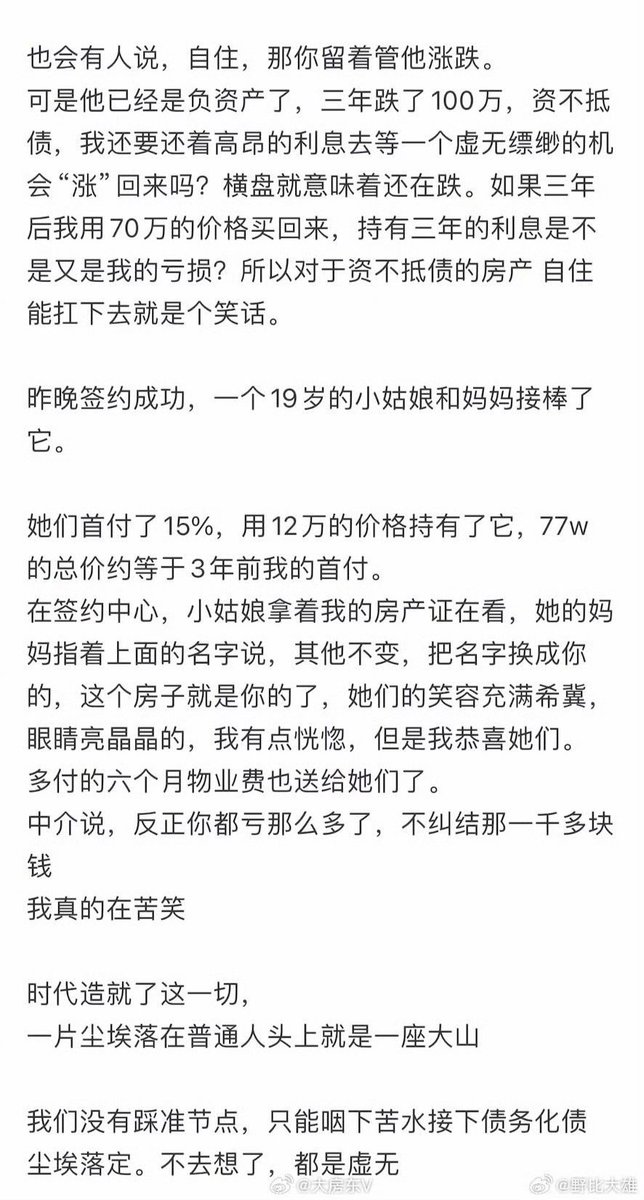 也会有人说，自住，那你留着管他涨跌。
可是他已经是负资产了，三年跌了100万，资不抵
债，我还要还着高昂的利息去等一个虚无缥缈的机
会“涨”回来吗？横盘就意味着还在跌。如果三年
后我用70万的价格买回来，持有三年的利息是不
是又是我的亏损？所以对于资不抵债的房产 自住
能扛下去就是个笑话。
昨晚签约成功，一个19岁的小姑娘和妈妈接棒了
它。
她们首付了15%，用12万的价格持有了它，77w
的总价约等于3年前我的首付。
在签约中心，小姑娘拿着我的房产证在看，她的妈
妈指着上面的名字说，其他不变，把名字换成你
的，这个房子就是你的了，她们的笑容充满希冀，
眼睛亮晶晶的，我有点恍惚，但是我恭喜她们。
多付的六个月物业费也送给她们了。
中介说，反正你都亏那么多了，不纠结那一千多块
钱
我真的在苦笑
时代造就了这一切，
一片尘埃落在普通人头上就是一座大山
我们没有踩准节点，只能咽下苦水接下债务化债
尘埃落定。不去想了，都是虚无
@大房东V
@野比大雄